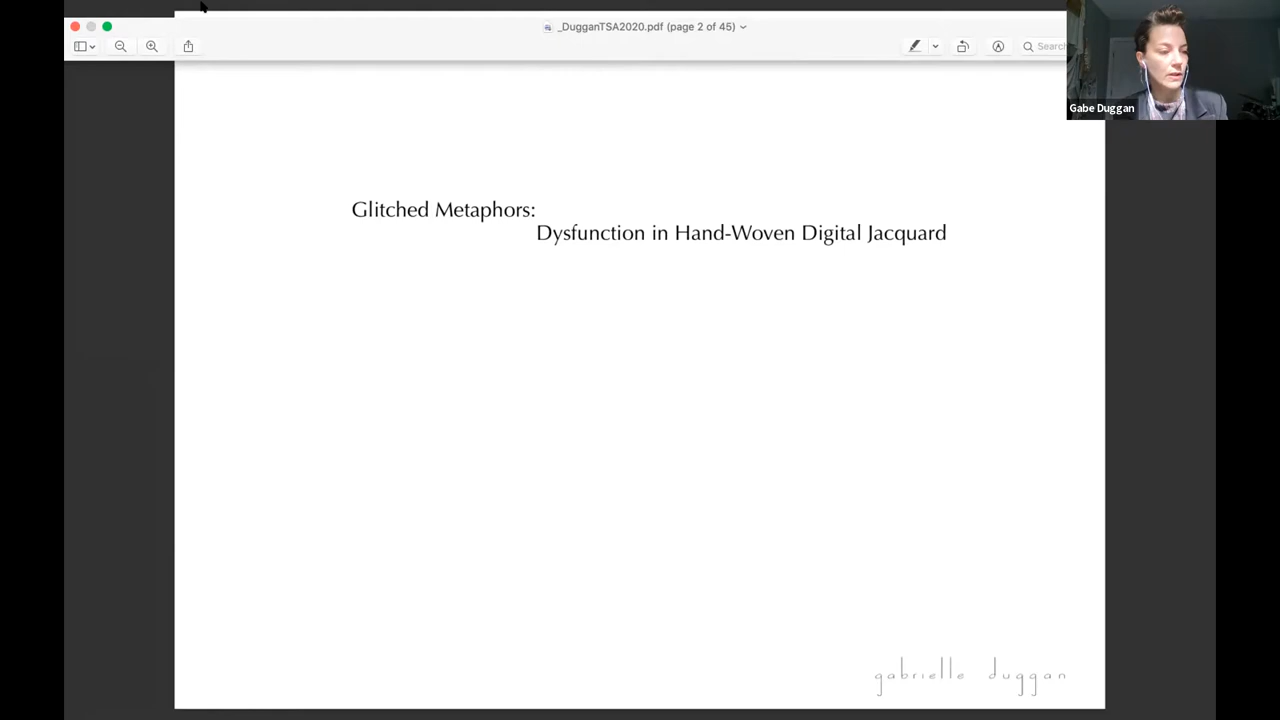 _DugganTSA2020.pdf (page 2 of 45)
Search
Gabe Duggan
Glitched Metaphors:
Dysfunction in Hand-Woven Digital Jacquard
gabrielle duggan